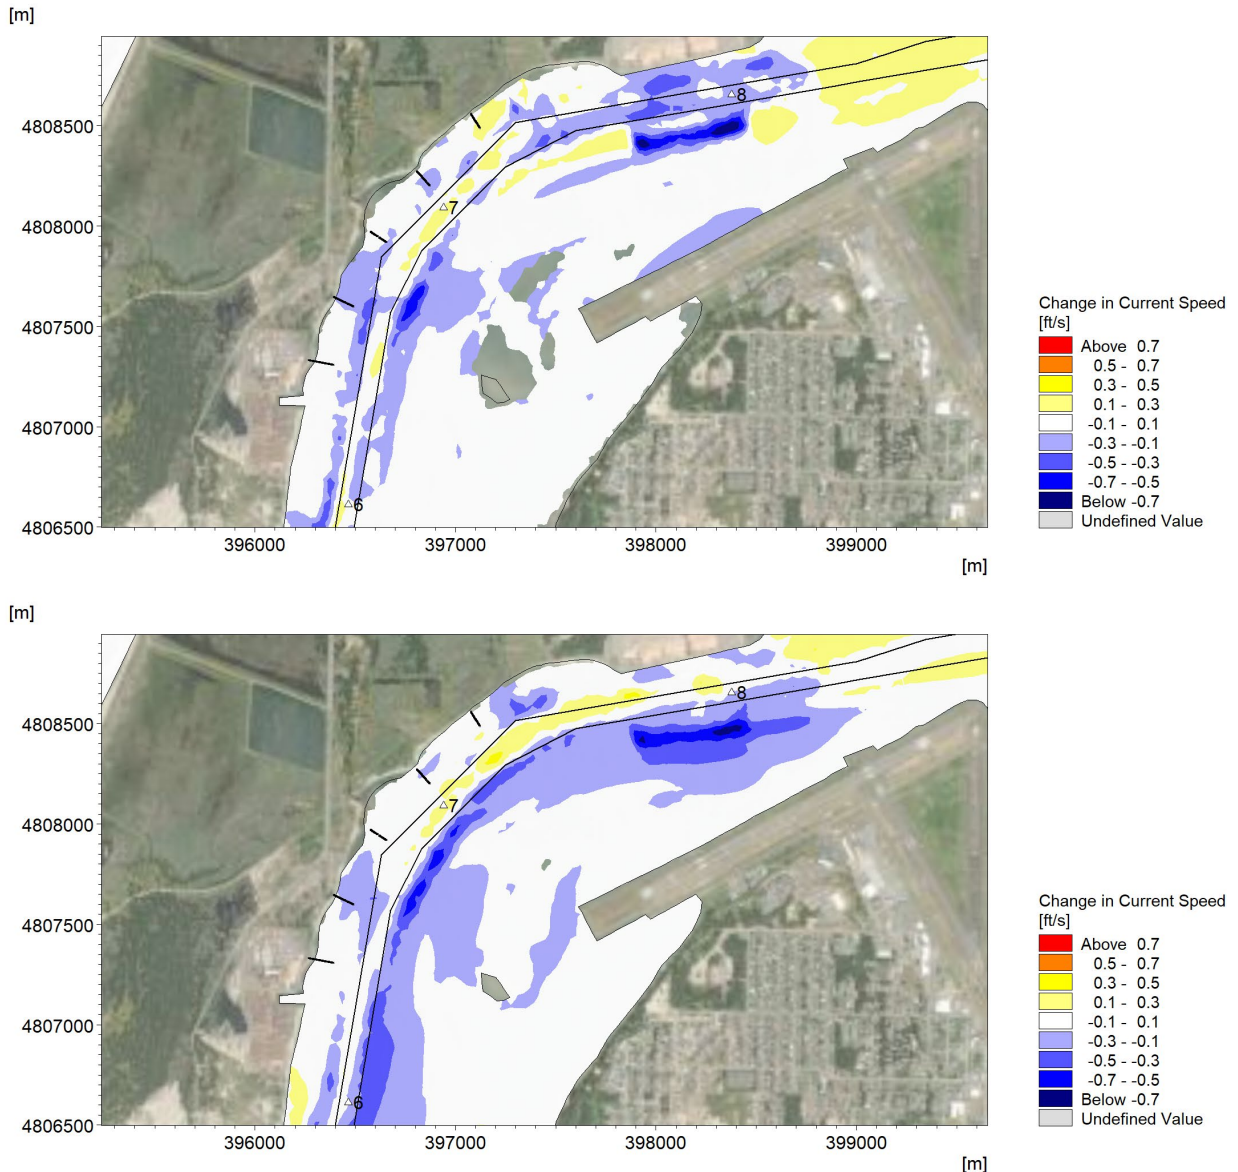 [m]
8
4808500
7
4808000
4807500
4807000
6
4806500
396000 397000 398000 399000
[m]
Change in Current Speed
[ft/s]
Above 0.7
0.5 - 0.7
0.3 - 0.5
0.1 - 0.3
-0.1 - 0.1
-0.3 - -0.1
-0.5 - -0.3
-0.7 - -0.5
Below -0.7
Undefined Value
[m]
8
4808500
7
4808000
4807500
4807000
6
4806500
396000 397000 398000 399000
[m]
Change in Current Speed
[ft/s]
Above 0.7
0.5 - 0.7
0.3 - 0.5
0.1 - 0.3
-0.1 - 0.1
-0.3 - -0.1
-0.5 - -0.3
-0.7 - -0.5
Below -0.7
Undefined Value